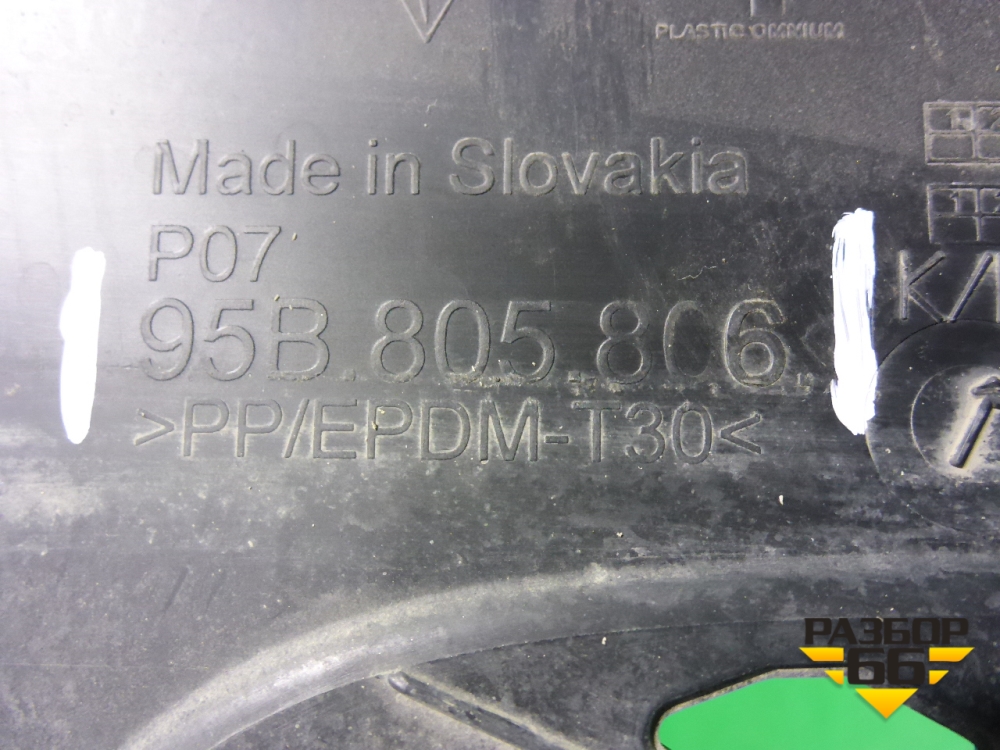 PLASTIC OMNIUM
Made in Slovakia
P07
95B.805.806
>PP/EPDM-T30<
РАЗБОР
66